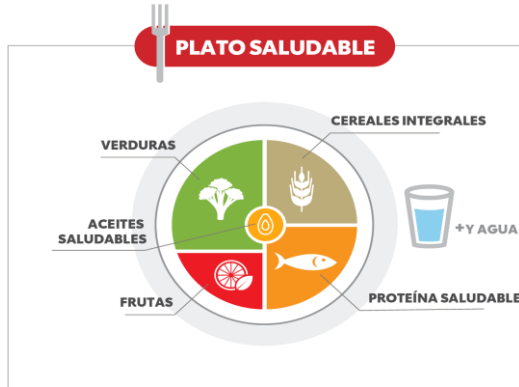 PLATO SALUDABLE
CEREALES INTEGRALES
VERDURAS
ACEITES
SALUDABLES
+Y AGUA
FRUTAS
PROTEÍNA SALUDABLE